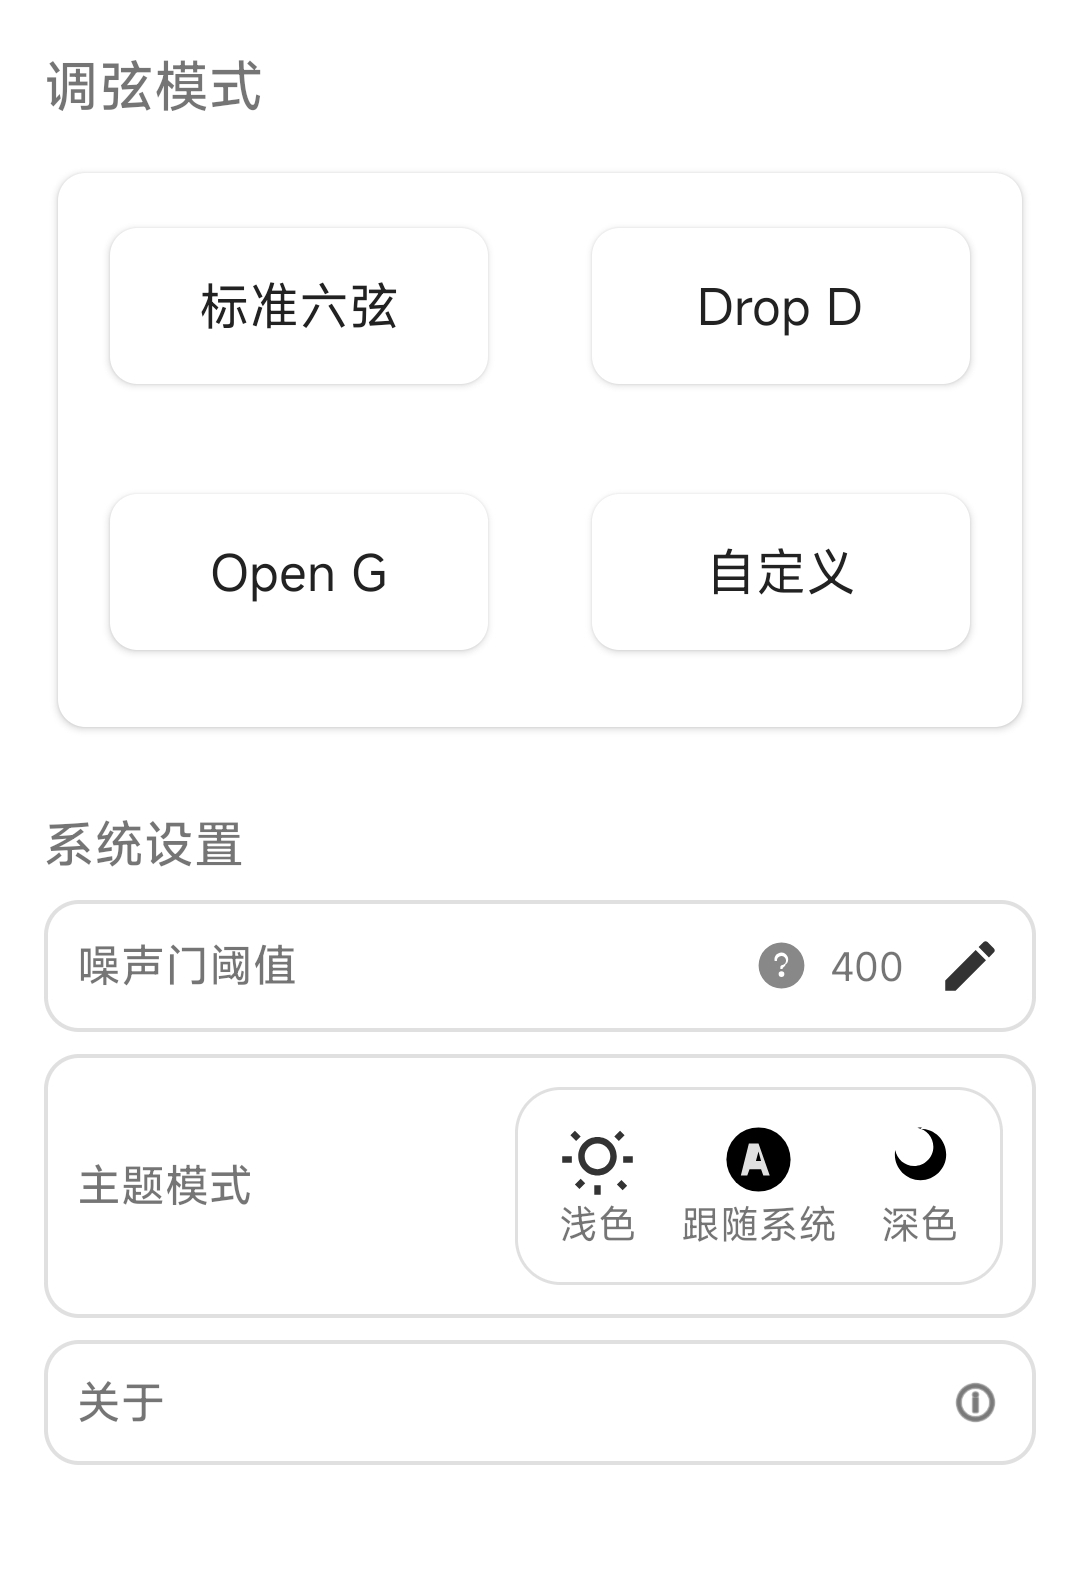 调弦模式
标准六弦
Drop D
Open G
自定义
系统设置
噪声门阈值
? 400
主题模式
A
浅色
跟随系统
深色
关于